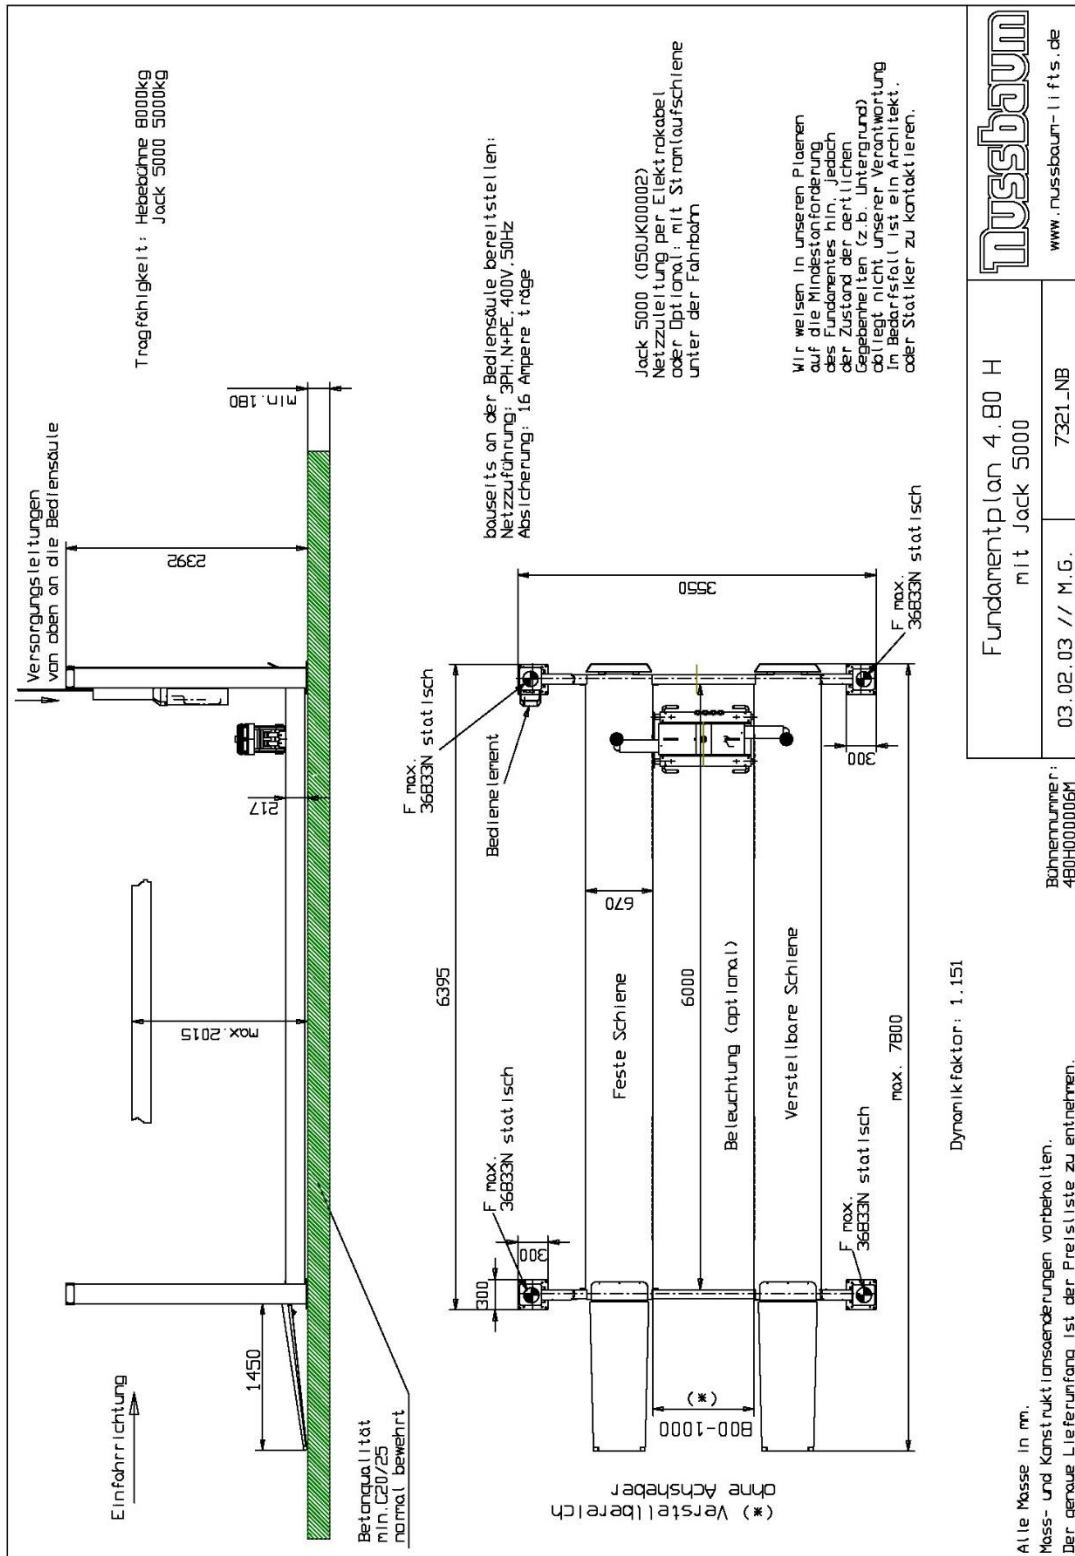 Versorgungsleitungen
von oben an die Bediensäule
Tragfähigkeit: Hebebühne 8000kg
Jack 5000 5000kg
Einfahrrichtung
1450
max.2015
217
2392
min.180
Betonqualität
min.C20/25
normal bewehrt
bauseits an der Bediensäule bereitstellen:
Netzzuführung: 3PH,N+PE,400V,50Hz
Absicherung: 16 Ampere träge
6395
F max.
36833N statisch
F max.
36833N statisch
Bedienelement
300
300
670
3550
Feste Schiene
Beleuchtung (optional)
6000
Verstellbare Schiene
800-1000
(*)
(*) Verstellbereich
ohne Achsheber
Jack 5000 (050JK00002)
Netzzuleitung per Elektrokabel
oder Optional: mit Stromlaufschiene
unter der Fahrbahn
F max.
36833N statisch
F max.
36833N statisch
300
max. 7800
Wir weisen in unseren Plaenen
auf die Mindestanforderung
des Fundamentes hin, jedoch
der Zustand der oertlichen
Gegebenheiten (z.b. Untergrund)
obliegt nicht unserer Verantwortung
Im Bedarfsfall ist ein Architekt.
oder Statiker zu kontaktieren.
Dynamikfaktor: 1.151
Alle Masse in mm.
Mass- und Konstruktionsaenderungen vorbehalten.
Der genaue Lieferumfang ist der Preisliste zu entnehmen.
Bühnennummer:
480H000006M
Fundamentplan 4.80 H
mit Jack 5000
03.02.03 // M.G.
7321_NB
nussbaum
www.nussbaum-lifts.de